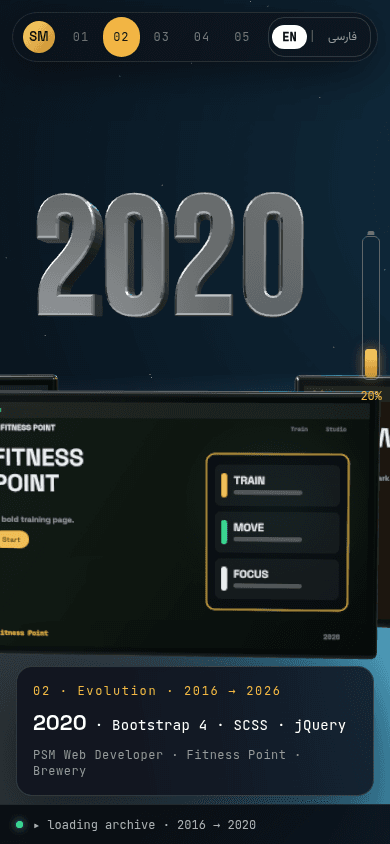 SM 01 02 03 04 05 EN | فارسی
2020
20%
FITNESS POINT Train Studio
FITNESS
POINT
bold training page.
Start
TRAIN
MOVE
FOCUS
itness Point 2020
02 · Evolution · 2016 → 2026
2020 · Bootstrap 4 · SCSS · jQuery
PSM Web Developer · Fitness Point ·
Brewery
▸ loading archive · 2016 → 2020